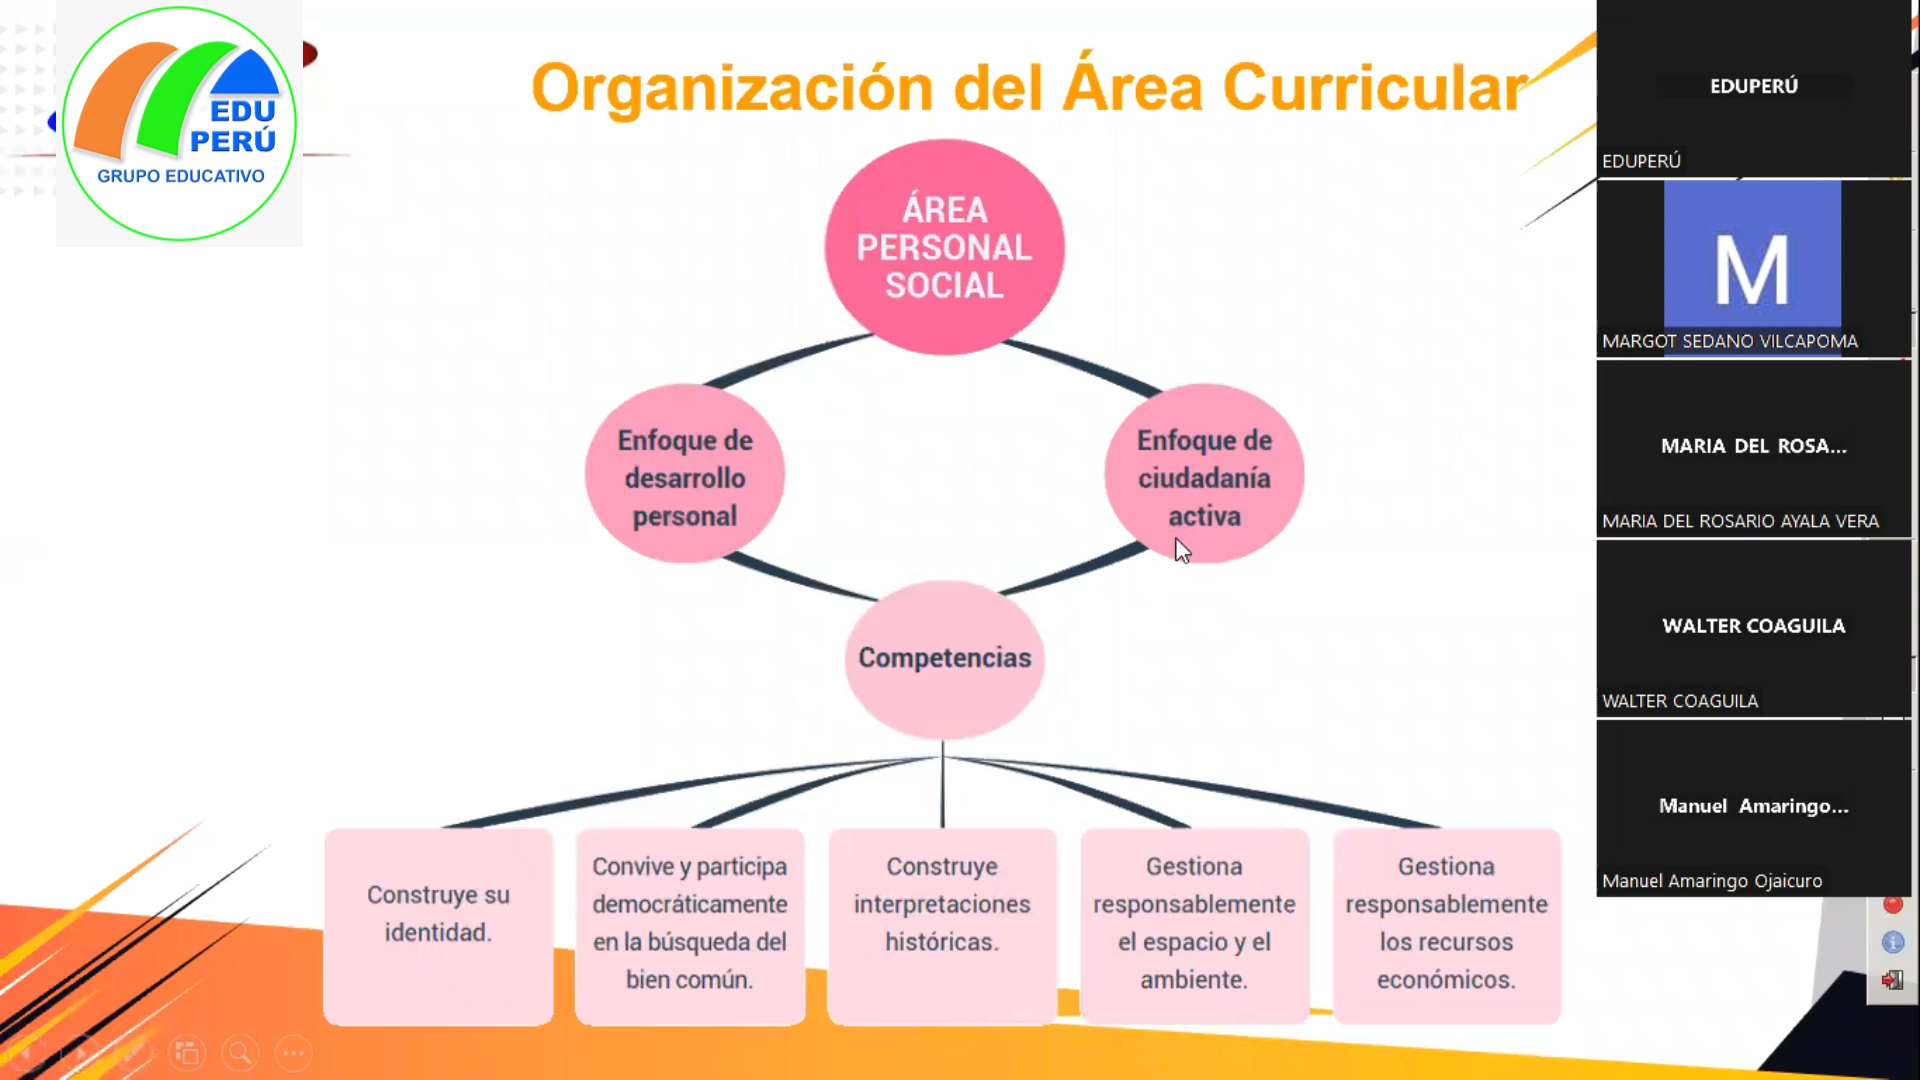 EDU
PERÚ
GRUPO EDUCATIVO
Organización del Área Curricular
ÁREA
PERSONAL
SOCIAL
Enfoque de
desarrollo
personal
Enfoque de
ciudadanía
activa
Competencias
Construye su
identidad.
Convive y participa
democráticamente
en la búsqueda del
bien común.
Construye
interpretaciones
históricas.
Gestiona
responsablemente
el espacio y el
ambiente.
Gestiona
responsablemente
los recursos
económicos.
EDUPERÚ
EDUPERÚ
M
MARGOT SEDANO VILCAPOMA
MARIA DEL ROSA...
MARIA DEL ROSARIO AYALA VERA
WALTER COAGUILA
WALTER COAGUILA
Manuel Amaringo...
Manuel Amaringo Ojaicuro